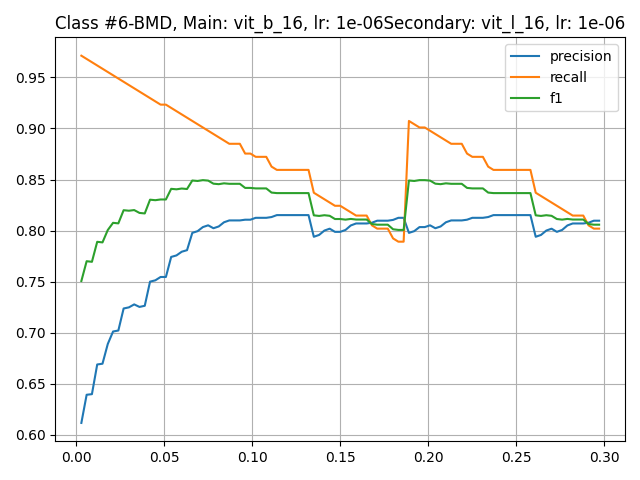 Class #6-BMD, Main: vit_b_16, lr: 1e-06Secondary: vit_l_16, lr: 1e-06
precision
recall
f1
0.95
0.90
0.85
0.80
0.75
0.70
0.65
0.60
0.00 0.05 0.10 0.15 0.20 0.25 0.30